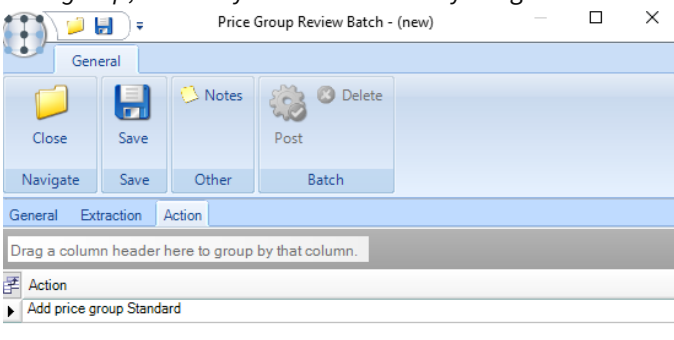 Price Group Review Batch - (new)
General
Notes
Delete
Close
Save
Post
Navigate
Save
Other
Batch
General Extraction Action
Drag a column header here to group by that column.
Action
Add price group Standard